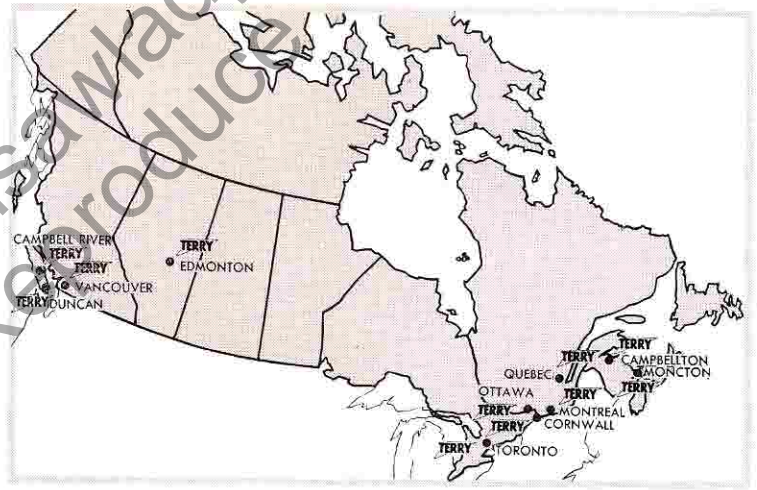 CAMPBELL RIVER
TERRY
TERRY
VANCOUVER
TERRY DUNCAN
TERRY
EDMONTON
TERRY
TERRY
CAMPBELLTON
QUEBEC
MONCTON
TERRY
OTTAWA
TERRY
TERRY
MONTREAL
TERRY
CORNWALL
TERRY
TORONTO
reproduce